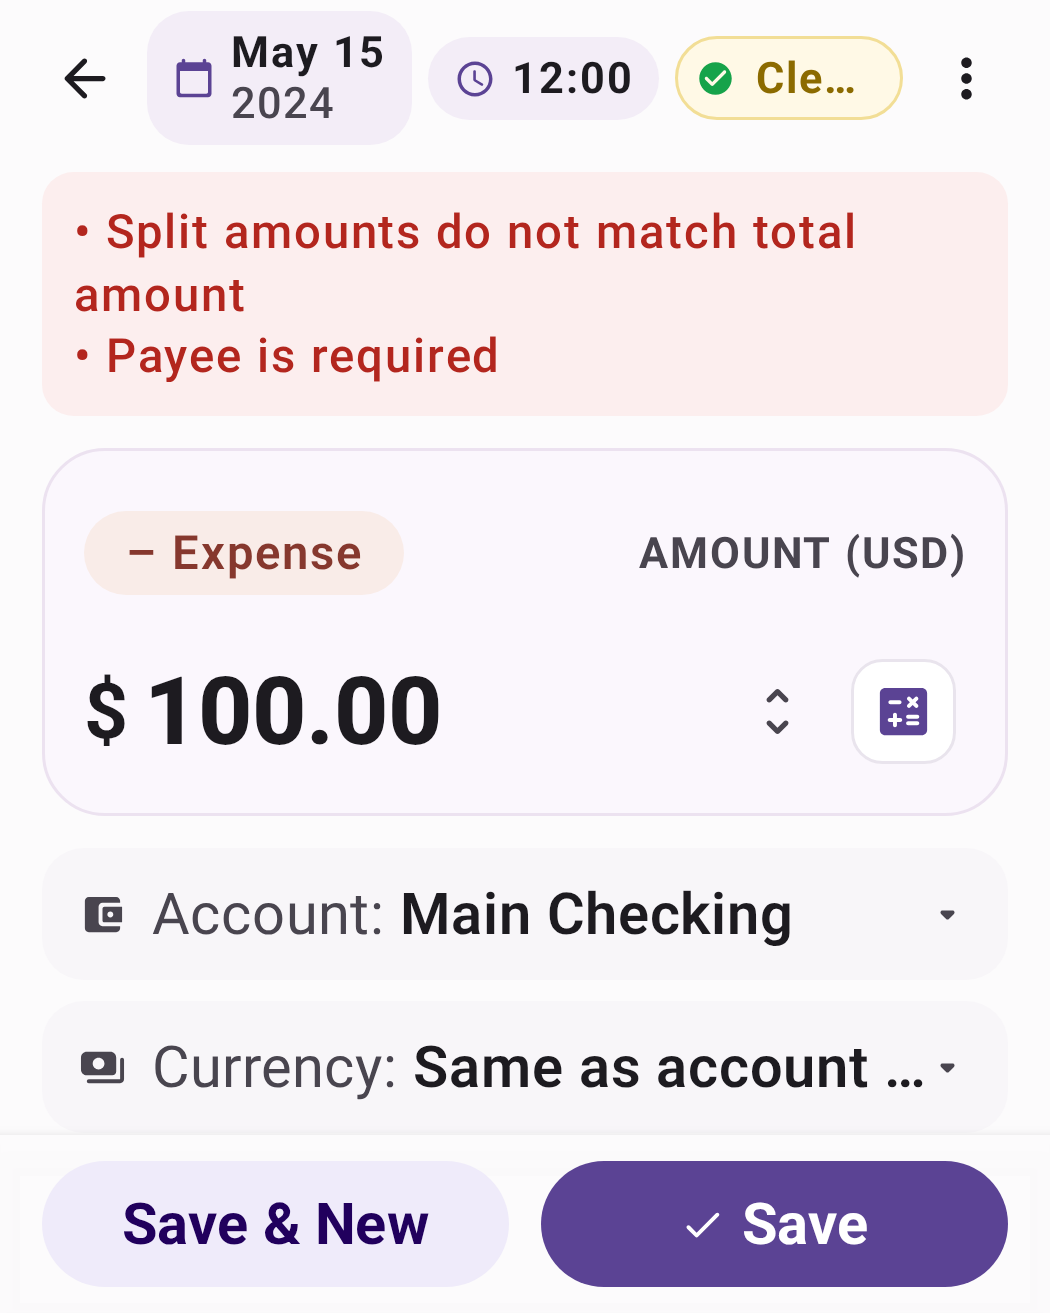 May 15
2024
12:00
Cle…
• Split amounts do not match total
amount
• Payee is required
– Expense
AMOUNT (USD)
$ 100.00
Account: Main Checking
Currency: Same as account …
Save & New
Save